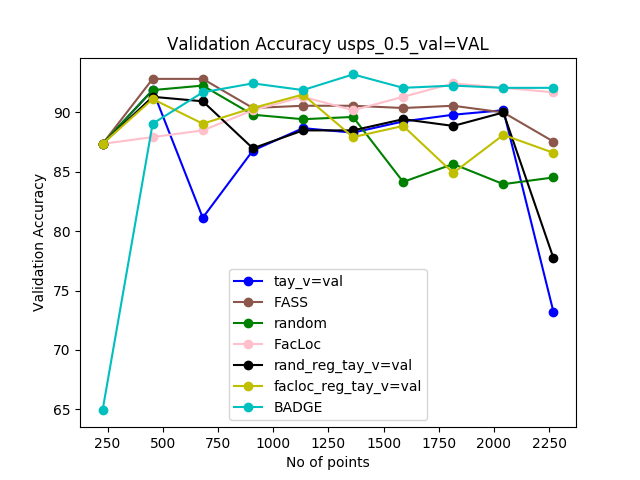 Validation Accuracy usps_0.5_val=VAL
Validation Accuracy
90
85
80
75
70
65
tay_v=val
FASS
random
FacLoc
rand_reg_tay_v=val
facloc_reg_tay_v=val
BADGE
250 500 750 1000 1250 1500 1750 2000 2250
No of points